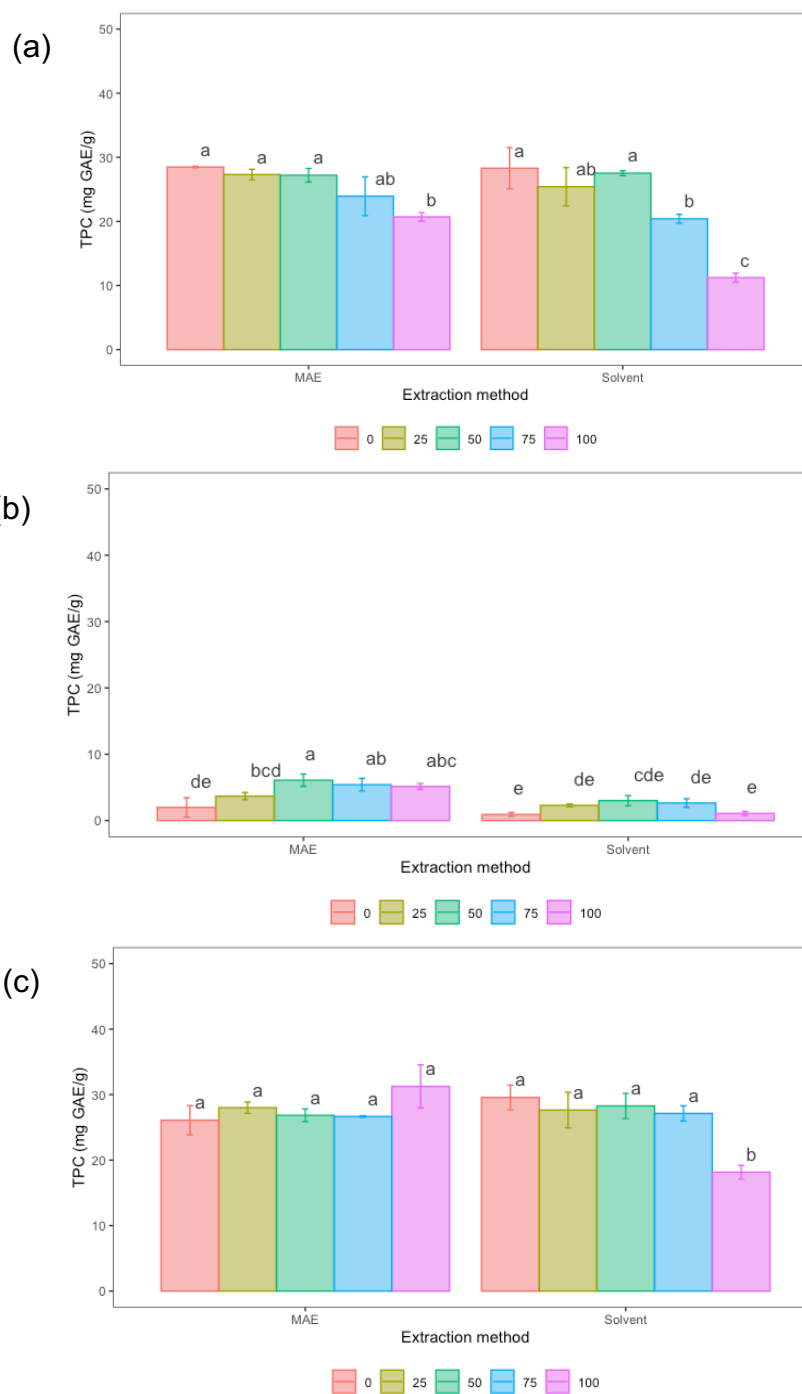 (a)
50
40
30
20
10
0
TPC (mg GAE/g)
a a a ab b a ab a b c
MAE Solvent
Extraction method
0 25 50 75 100
b)
50
40
30
20
10
0
TPC (mg GAE/g)
de bcd a ab abc e de cde de e
MAE Solvent
Extraction method
0 25 50 75 100
(c)
50
40
30
20
10
0
TPC (mg GAE/g)
a a a a a a a a a b
MAE Solvent
Extraction method
0 25 50 75 100